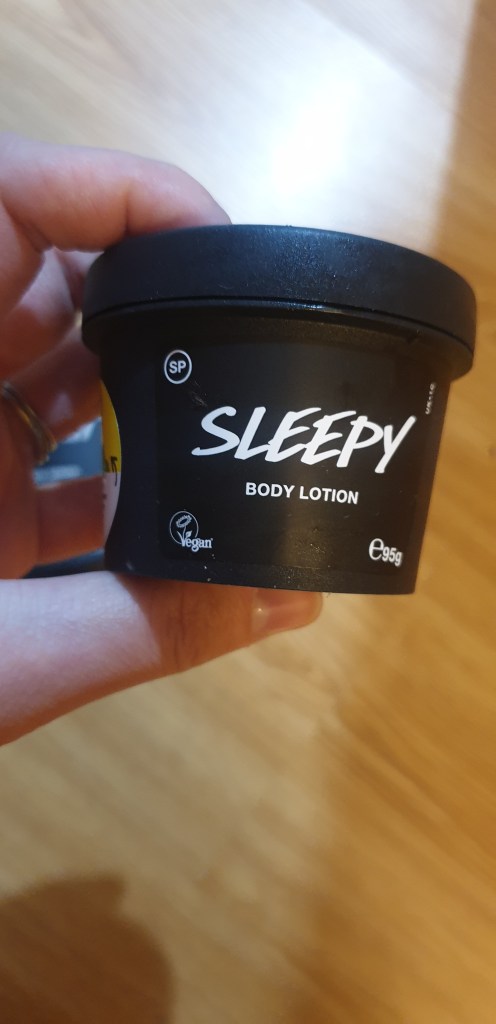 SP
SLEEPY
BODY LOTION
Vegan
℮95g